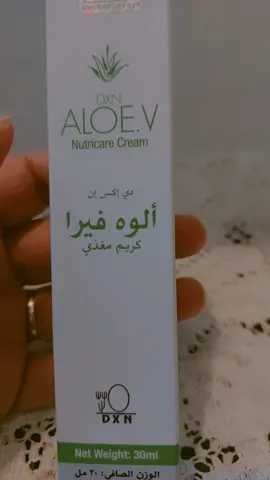 DXN
ALOE.V
Nutricare Cream
دي إكس إن
ألوه فيرا
كريم مغذي
DXN
Net Weight: 30ml
الوزن الصافي: ٣٠ مل